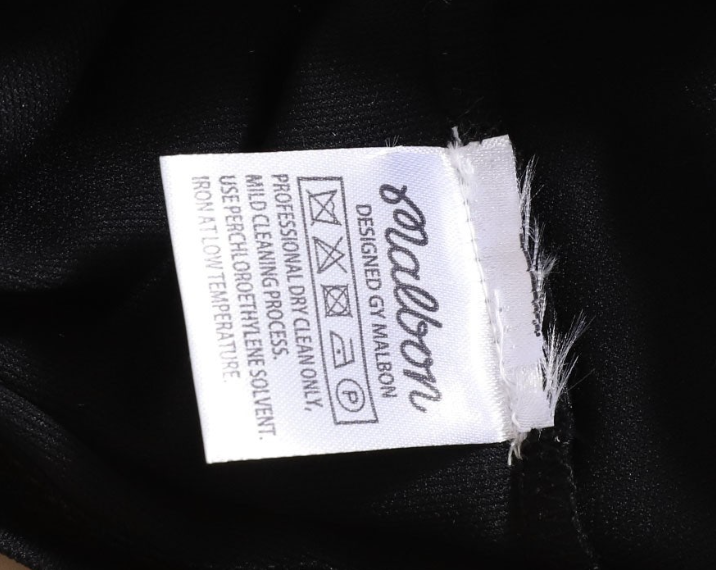 malbon
DESIGNED GY MALBON
P
PROFESSIONAL DRY CLEAN ONLY,
MILD CLEANING PROCESS.
USE PERCHLOROETHYLENE SOLVENT.
IRON AT LOW TEMPERATURE.